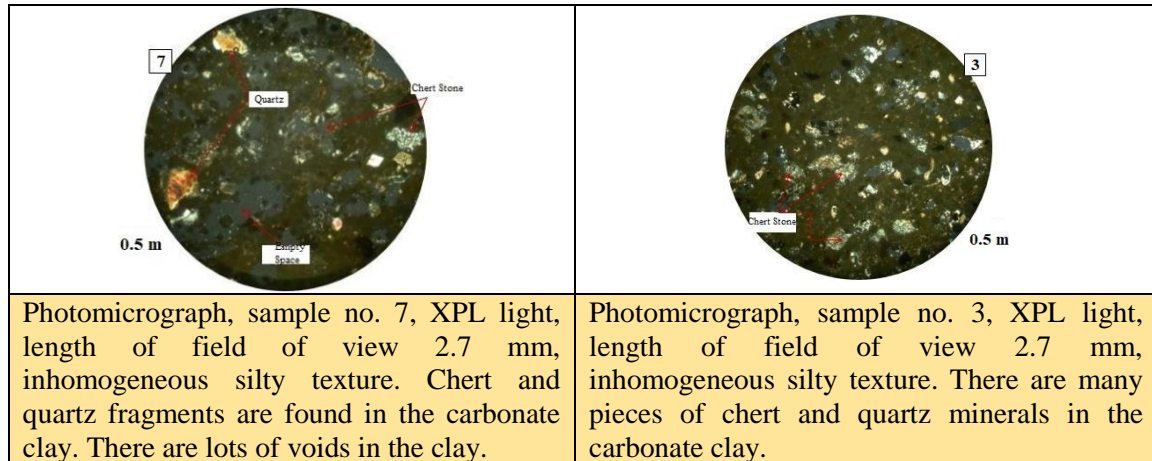 7
Quartz
Chert Stone
Empty
Space
0.5 m
3
Chert Stone
0.5 m
Photomicrograph, sample no. 7, XPL light,
length of field of view 2.7 mm,
inhomogeneous silty texture. Chert and
quartz fragments are found in the carbonate
clay. There are lots of voids in the clay.
Photomicrograph, sample no. 3, XPL light,
length of field of view 2.7 mm,
inhomogeneous silty texture. There are many
pieces of chert and quartz minerals in the
carbonate clay.